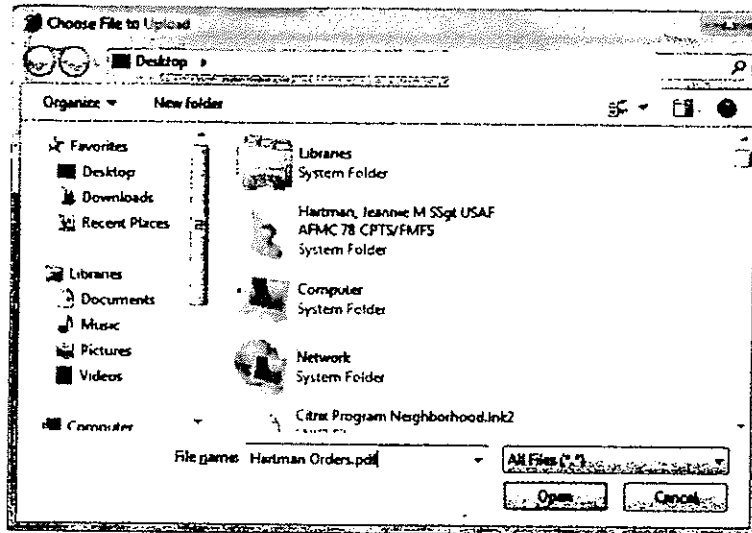 Choose File to Upload
Desktop
Organize
New folder
Favorites
Desktop
Downloads
Recent Places
Libraries
Documents
Music
Pictures
Videos
Computer
Libraries
System Folder
Hartman, Jeannie M SSgt USAF
AFMC 78 CPTS/FMFS
System Folder
Computer
System Folder
Network
System Folder
Citrix Program Neighborhood.lnk2
File name: Hartman Orders.pdf
All Files (*.*)
Open
Cancel